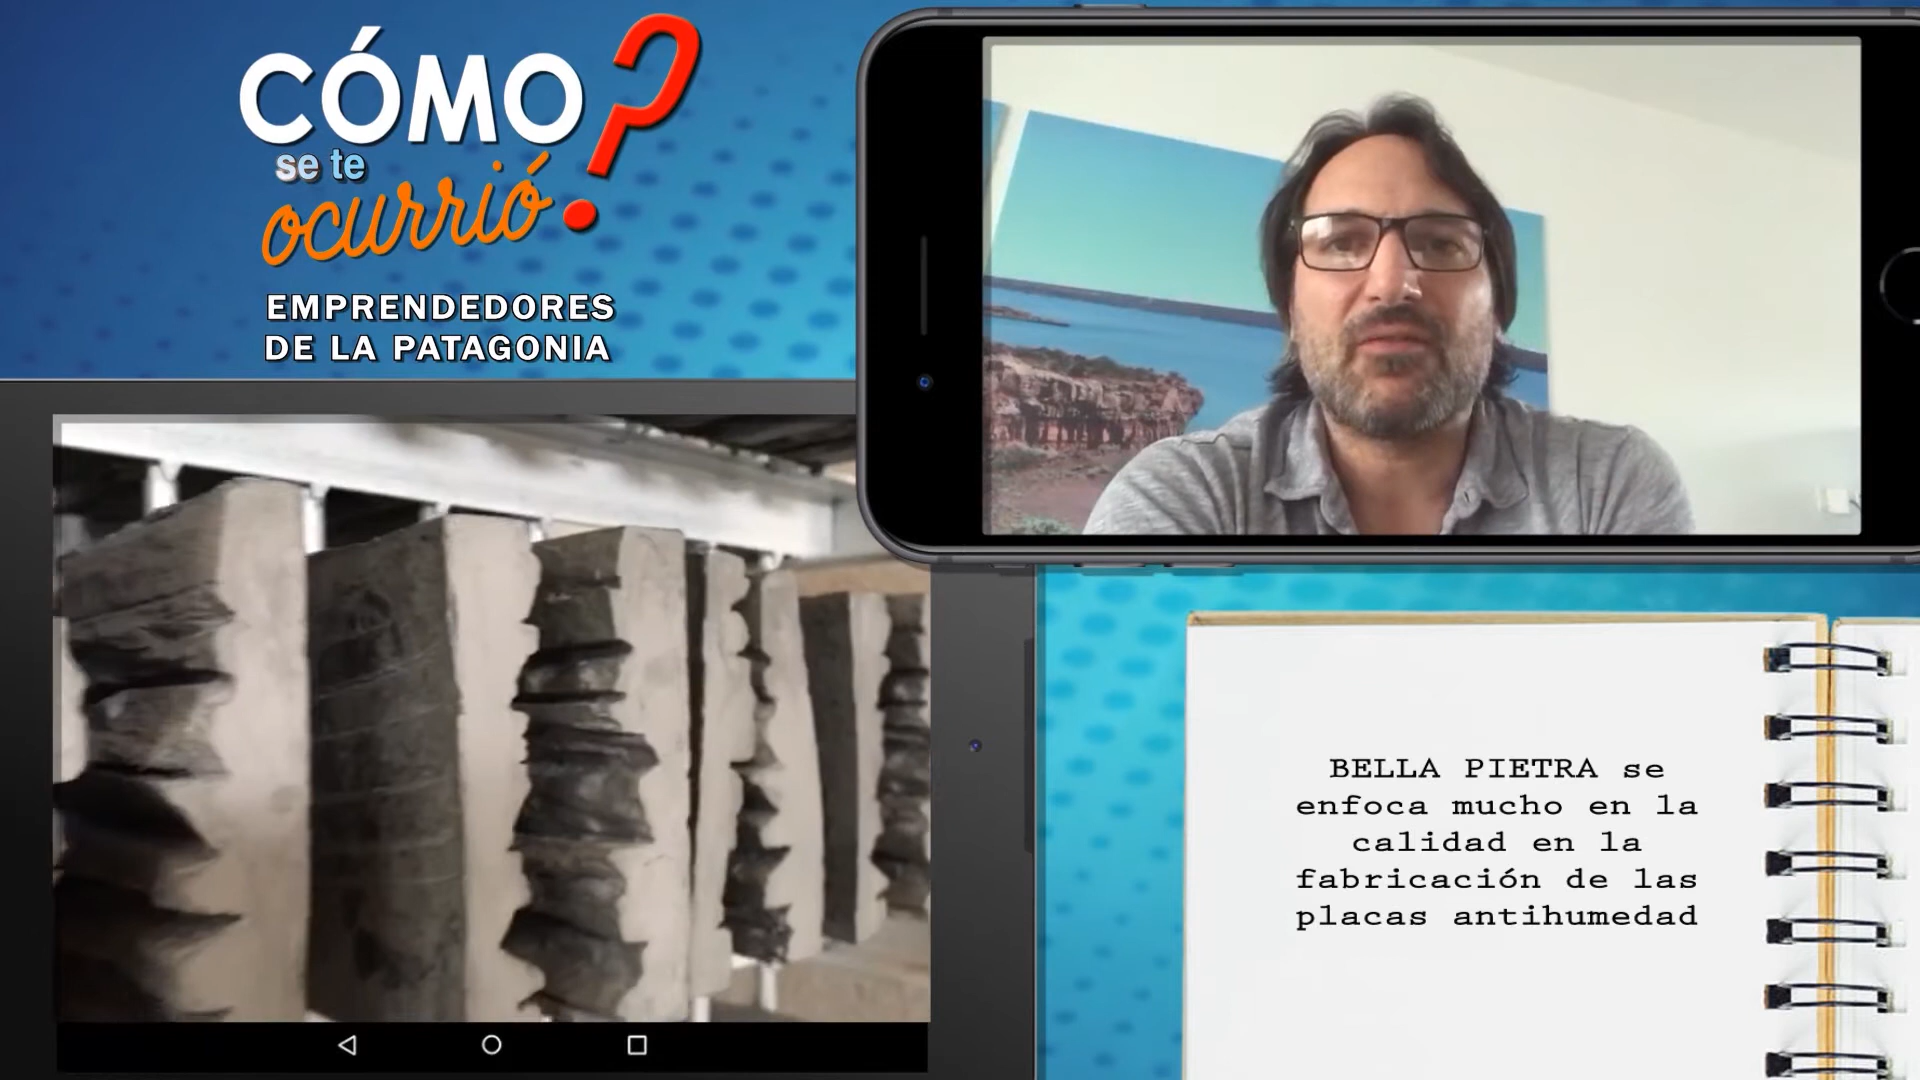 CÓMO
se te
ocurrió?
EMPRENDEDORES
DE LA PATAGONIA
BELLA PIETRA se
enfoca mucho en la
calidad en la
fabricación de las
placas antihumedad